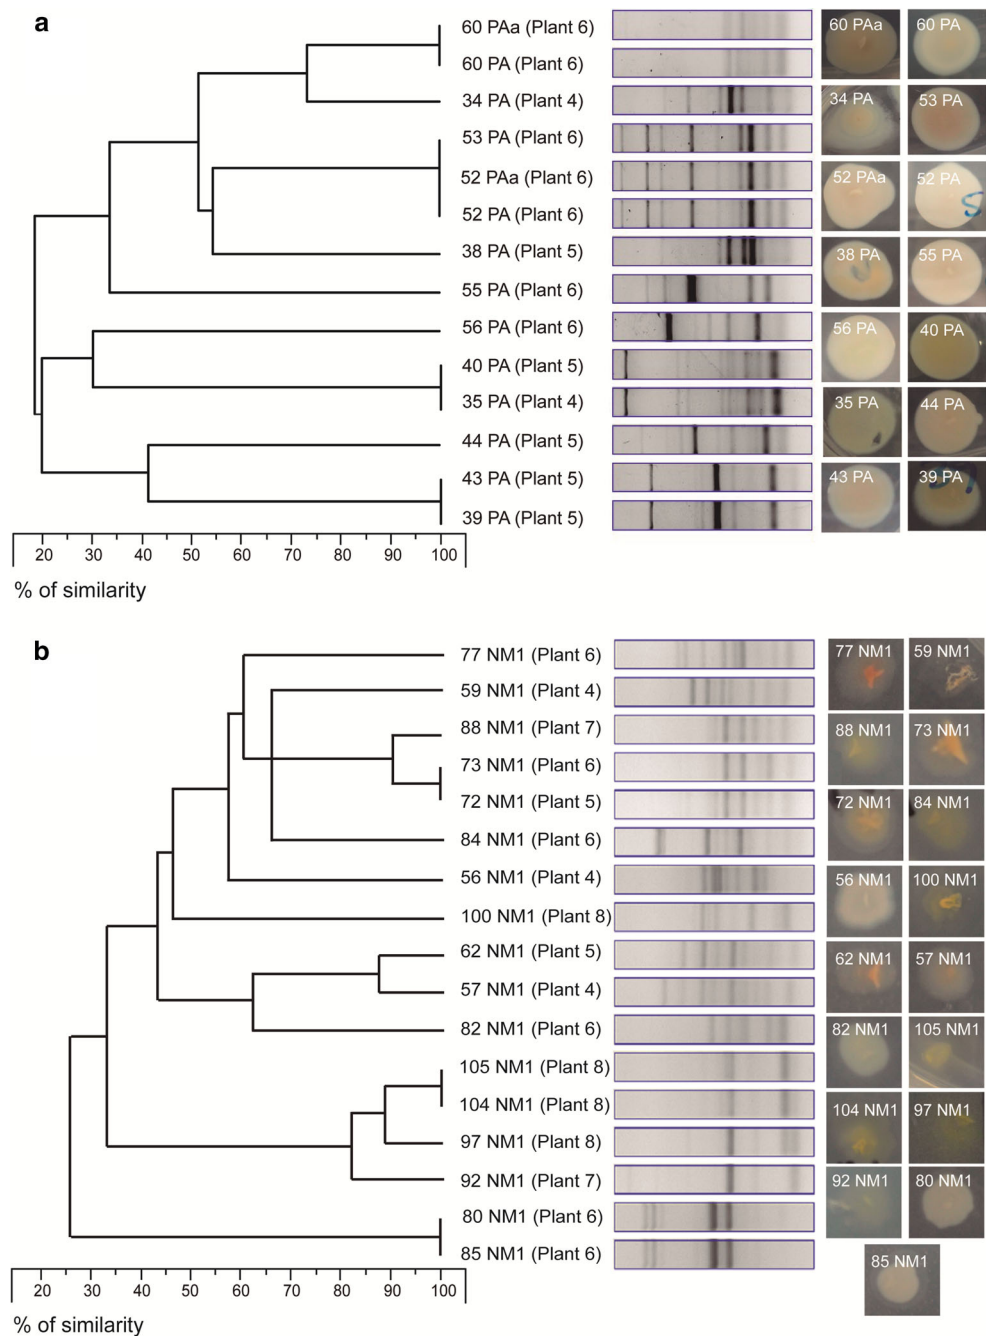 a
60 PAa (Plant 6)
60 PA (Plant 6)
34 PA (Plant 4)
53 PA (Plant 6)
52 PAa (Plant 6)
52 PA (Plant 6)
38 PA (Plant 5)
55 PA (Plant 6)
56 PA (Plant 6)
40 PA (Plant 5)
35 PA (Plant 4)
44 PA (Plant 5)
43 PA (Plant 5)
39 PA (Plant 5)
60 PAa 60 PA
34 PA 53 PA
52 PAa 52 PA
38 PA 55 PA
56 PA 40 PA
35 PA 44 PA
43 PA 39 PA
20 30 40 50 60 70 80 90 100
% of similarity
b
77 NM1 (Plant 6)
59 NM1 (Plant 4)
88 NM1 (Plant 7)
73 NM1 (Plant 6)
72 NM1 (Plant 5)
84 NM1 (Plant 6)
56 NM1 (Plant 4)
100 NM1 (Plant 8)
62 NM1 (Plant 5)
57 NM1 (Plant 4)
82 NM1 (Plant 6)
105 NM1 (Plant 8)
104 NM1 (Plant 8)
97 NM1 (Plant 8)
92 NM1 (Plant 7)
80 NM1 (Plant 6)
85 NM1 (Plant 6)
77 NM1 59 NM1
88 NM1 73 NM1
72 NM1 84 NM1
56 NM1 100 NM1
62 NM1 57 NM1
82 NM1 105 NM1
104 NM1 97 NM1
92 NM1 80 NM1
85 NM1
20 30 40 50 60 70 80 90 100
% of similarity